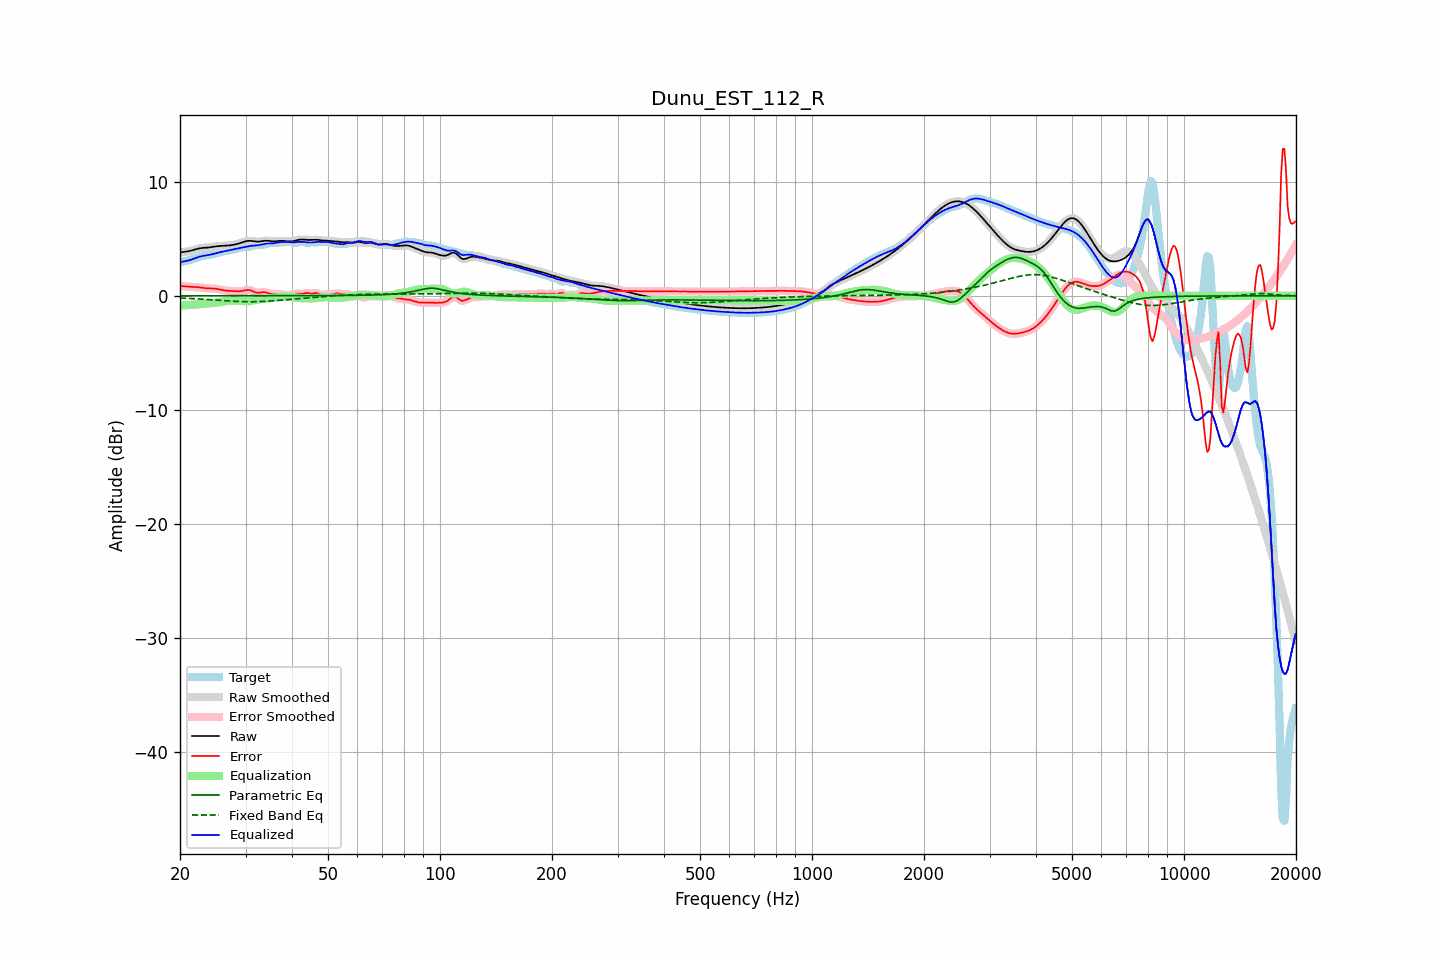 Dunu_EST_112_R
10
0
−10
−20
−30
−40
Amplitude (dBr)
Target
Raw Smoothed
Error Smoothed
Raw
Error
Equalization
Parametric Eq
Fixed Band Eq
Equalized
20 50 100 200 500 1000 2000 5000 10000 20000
Frequency (Hz)